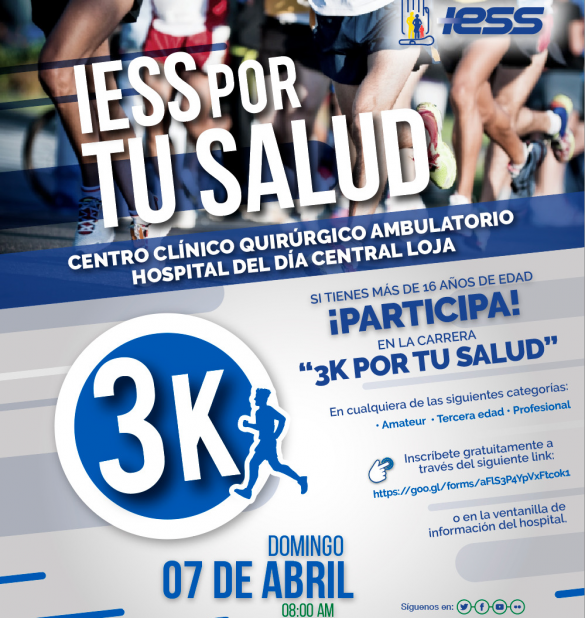 IESS
IESS POR
TU SALUD
CENTRO CLÍNICO QUIRÚRGICO AMBULATORIO
HOSPITAL DEL DÍA CENTRAL LOJA
SI TIENES MÁS DE 16 AÑOS DE EDAD
¡PARTICIPA!
EN LA CARRERA
“3K POR TU SALUD”
En cualquiera de las siguientes categorías:
• Amateur • Tercera edad • Profesional
3K
Inscríbete gratuitamente a
través del siguiente link:
https://goo.gl/forms/aFlS3P4YpVxFtcok1
o en la ventanilla de
información del hospital.
DOMINGO
07 DE ABRIL
08:00 AM
Síguenos en: